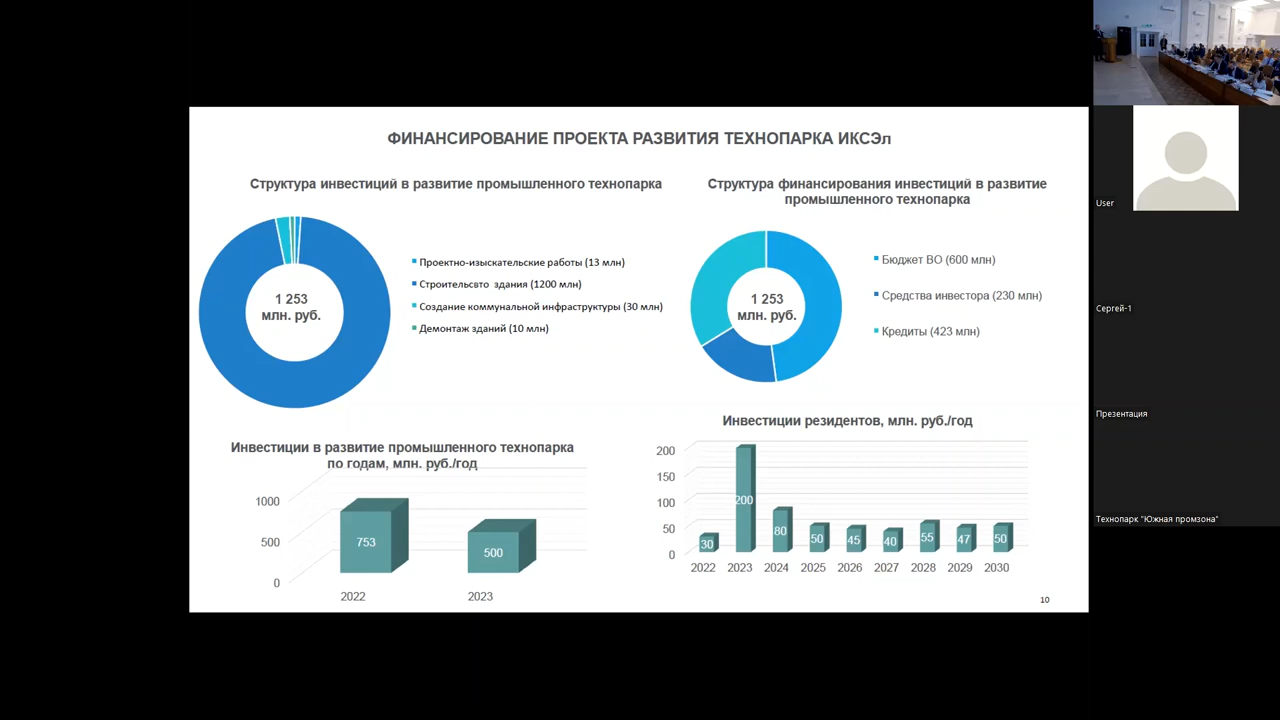 ФИНАНСИРОВАНИЕ ПРОЕКТА РАЗВИТИЯ ТЕХНОПАРКА ИКСЭл
Структура инвестиций в развитие промышленного технопарка
1 253
млн. руб.
Проектно-изыскательские работы (13 млн)
Строительсвто здания (1200 млн)
Создание коммунальной инфраструктуры (30 млн)
Демонтаж зданий (10 млн)
Структура финансирования инвестиций в развитие
промышленного технопарка
1 253
млн. руб.
Бюджет ВО (600 млн)
Средства инвестора (230 млн)
Кредиты (423 млн)
Инвестиции в развитие промышленного технопарка
по годам, млн. руб./год
1000
500
0
753
500
2022
2023
Инвестиции резидентов, млн. руб./год
200
150
100
50
0
30
200
80
50
45
40
55
47
50
2022 2023 2024 2025 2026 2027 2028 2029 2030
10
User
Сергей-1
Презентация
Технопарк "Южная промзона"